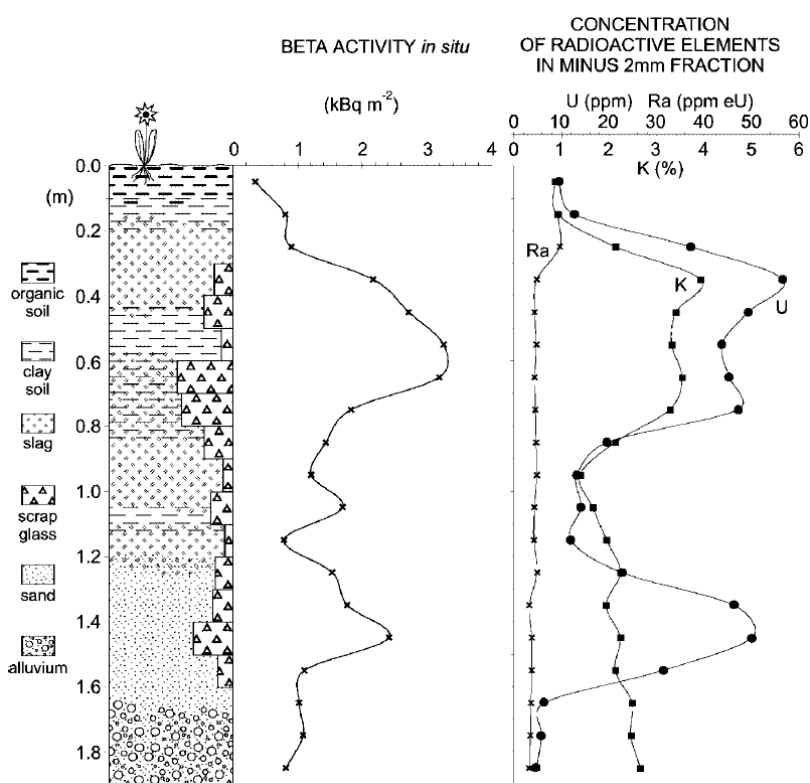 BETA ACTIVITY in situ
(kBq m⁻²)
CONCENTRATION
OF RADIOACTIVE ELEMENTS
IN MINUS 2mm FRACTION
U (ppm) Ra (ppm eU)
0 10 20 30 40 50 60
0 1 2 3 4 5 6
K (%)
0 1 2 3 4
0.0
(m)
0.2
0.4
0.6
0.8
1.0
1.2
1.4
1.6
1.8
organic
soil
clay
soil
slag
scrap
glass
sand
alluvium
Ra
K
U